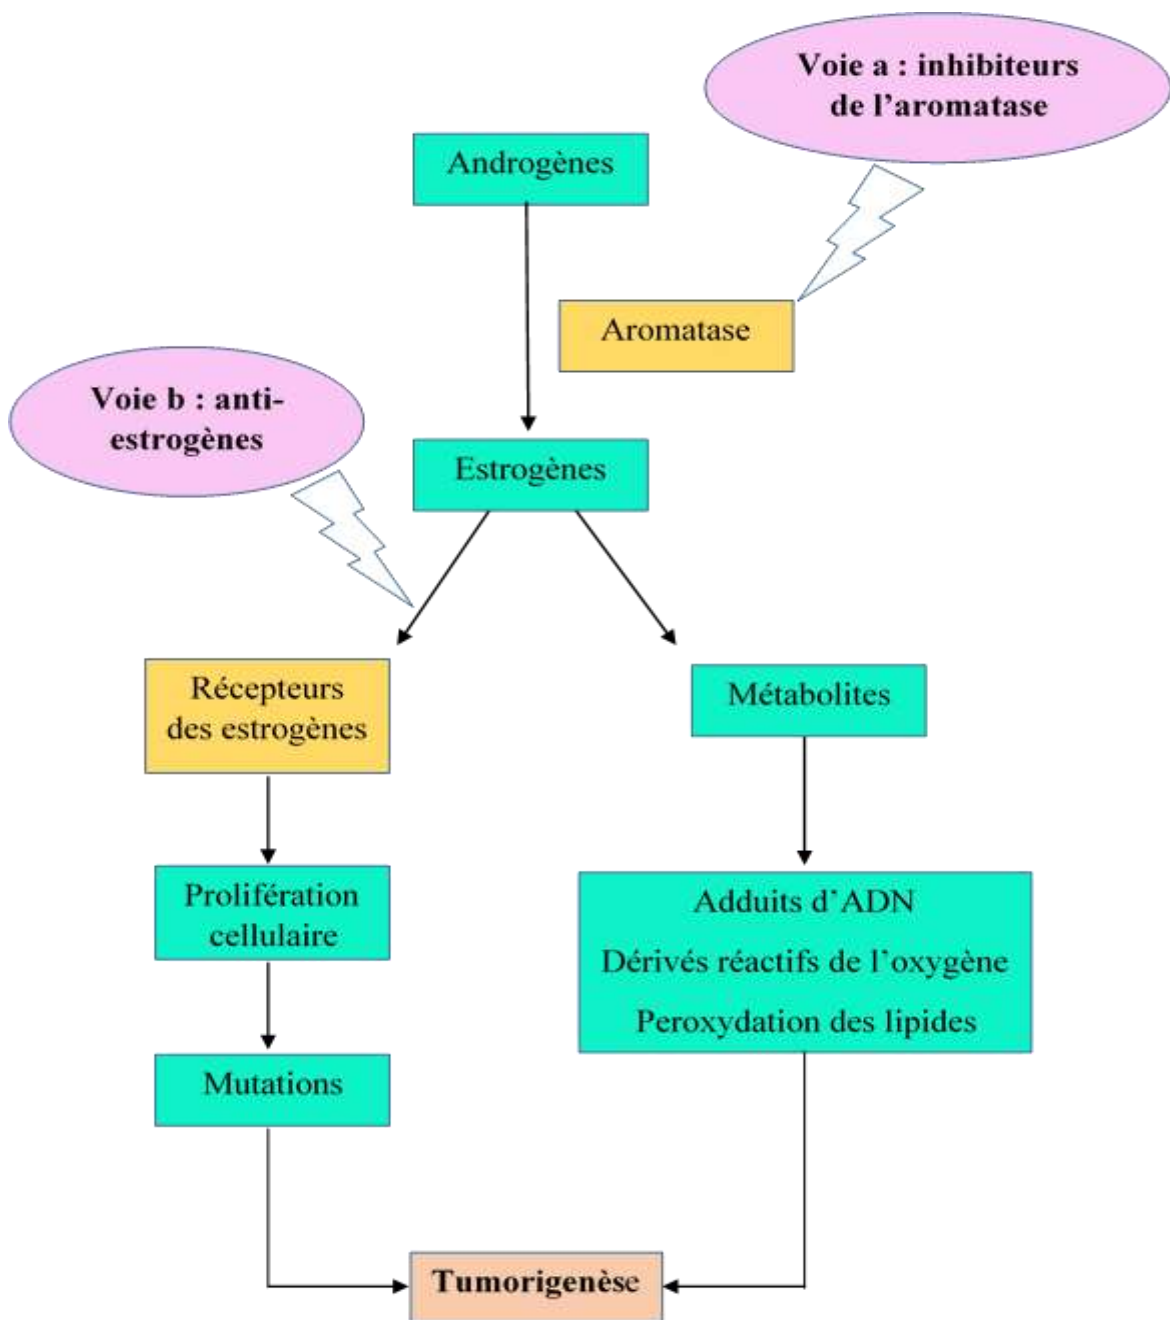 Voie a : inhibiteurs
de l’aromatase
Androgènes
Aromatase
Voie b : anti-
estrogènes
Estrogènes
Récepteurs
des estrogènes
Métabolites
Prolifération
cellulaire
Adduits d’ADN
Dérivés réactifs de l’oxygène
Peroxydation des lipides
Mutations
Tumorigenèse